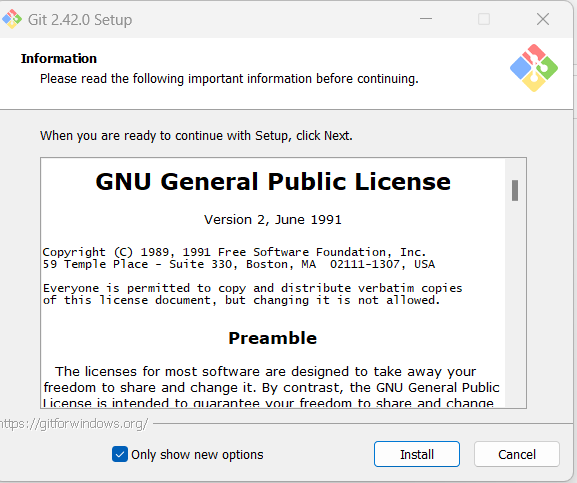 Git 2.42.0 Setup
Information
Please read the following important information before continuing.
When you are ready to continue with Setup, click Next.
GNU General Public License
Version 2, June 1991
Copyright (C) 1989, 1991 Free Software Foundation, Inc.
59 Temple Place - Suite 330, Boston, MA  02111-1307, USA
Everyone is permitted to copy and distribute verbatim copies
of this license document, but changing it is not allowed.
Preamble
The licenses for most software are designed to take away your
freedom to share and change it. By contrast, the GNU General Public
License is intended to guarantee your freedom to share and change
https://gitforwindows.org/
Only show new options
Install
Cancel